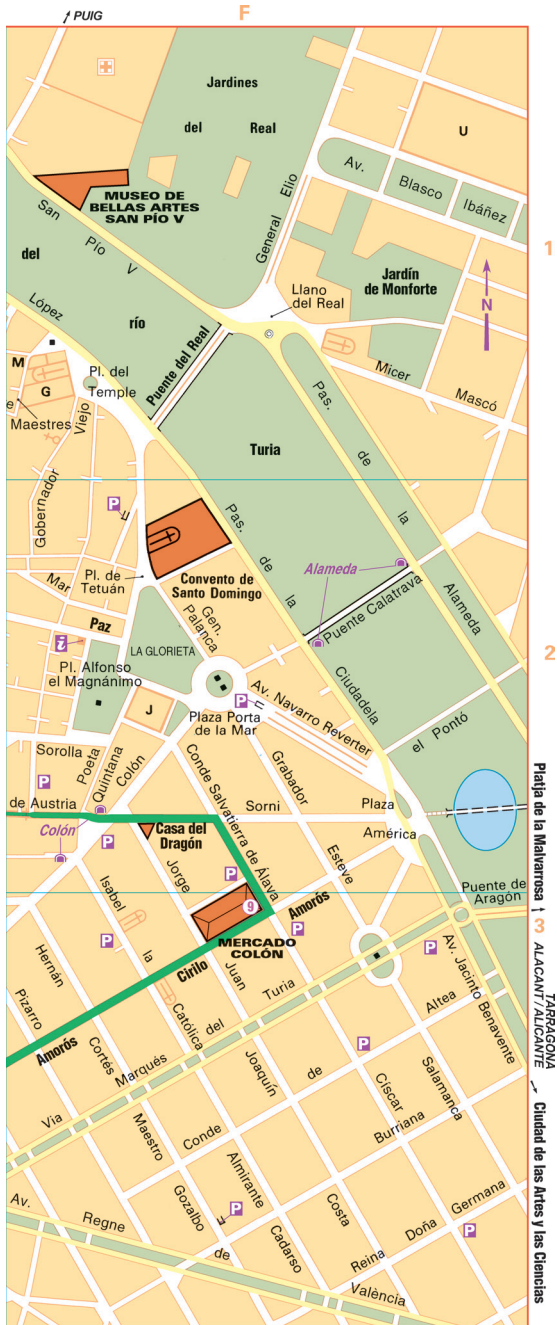 PUIG
F
Jardines
del Real
U
Av.
Blasco
Ibáñez
MUSEO DE
BELLAS ARTES
SAN PÍO V
General Elio
San Pío V
1
del
río
Jardín
de Monforte
Llano
del Real
N
López
Puente del Real
M
G
Pl. del
Temple
Micer
Mascó
e
Maestres
Viejo
Gobernador
Turia
Pas. de la Alameda
P
Pas. de la Ciudadela
Convento de
Santo Domingo
Alameda
Puente Calatrava
Mar
Pl. de
Tetuán
Gen.
Palanca
Paz
i
LA GLORIETA
2
Pl. Alfonso
el Magnánimo
J
P
Plaza Porta
de la Mar
Av. Navarro Reverter
el Pontó
Sorolla
Poeta
Quintana
Colón
P
de Austria
Conde Salvatierra de Álava
Grabador
Esteve
Sorni
Plaza
América
Platja de la Malvarrosa
Colón
P
Casa del
Dragón
Jorge
Juan
P
Isabel
la
Católica
9
Amorós
Puente de
Aragón
MERCADO
COLÓN
P
P
3
P
Hernán
Cortés
Cirilo
Amorós
Pizarro
Turia
del
Marqués
Vía
Av. Jacinto Benavente
TARRAGONA
ALACANT / ALICANTE
Altea
P
Joaquín
Costa
de
Conde
Císcar
Salamanca
Burriana
Maestro
Gozalbo
Almirante
Cadarso
Ciudad de las Artes y las Ciencias
P
Av.
Regne
de
València
Reina
Doña
Germana
P